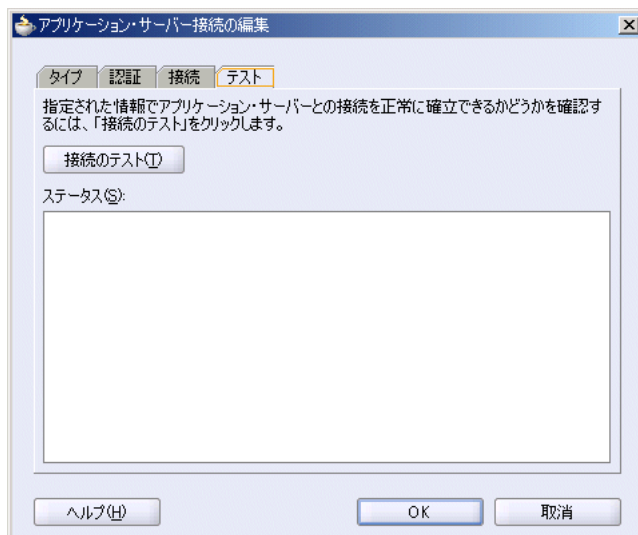 アプリケーション・サーバー接続の編集
タイプ 認証 接続 テスト
指定された情報でアプリケーション・サーバーとの接続を正常に確立できるかどうかを確認す
るには、「接続のテスト」をクリックします。
接続のテスト(T)
ステータス(S):
ヘルプ(H) OK 取消